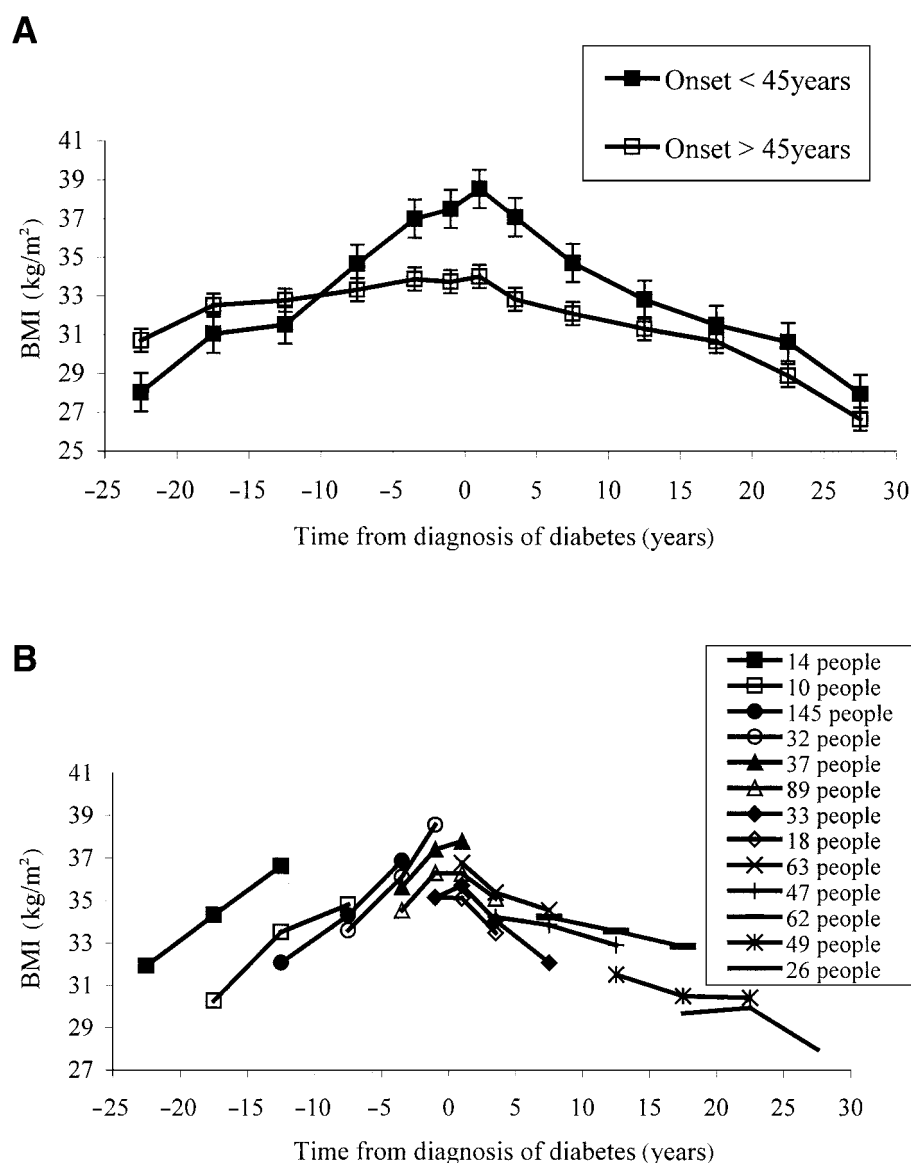 A
Onset < 45years
Onset > 45years
41
39
37
35
33
31
29
27
25
BMI (kg/m²)
−25 −20 −15 −10 −5 0 5 10 15 20 25 30
Time from diagnosis of diabetes (years)
B
14 people
10 people
145 people
32 people
37 people
89 people
33 people
18 people
63 people
47 people
62 people
49 people
26 people
41
39
37
35
33
31
29
27
BMI (kg/m²)
−25 −20 −15 −10 −5 0 5 10 15 20 25 30
Time from diagnosis of diabetes (years)